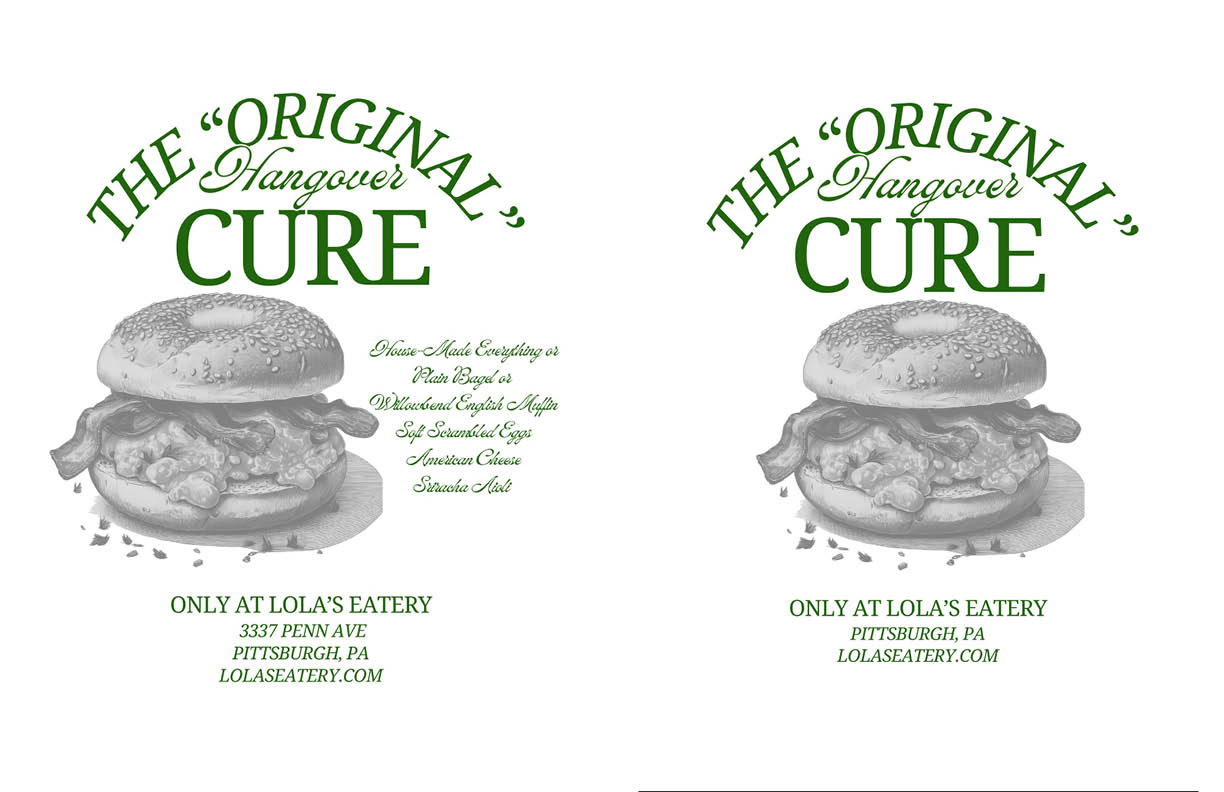 THE “ORIGINAL”
Hangover
CURE
House-Made Everything or
Plain Bagel or
Willowbend English Muffin
Soft Scrambled Eggs
American Cheese
Sriracha Aioli
ONLY AT LOLA’S EATERY
3337 PENN AVE
PITTSBURGH, PA
LOLASEATERY.COM
THE “ORIGINAL”
Hangover
CURE
ONLY AT LOLA’S EATERY
PITTSBURGH, PA
LOLASEATERY.COM